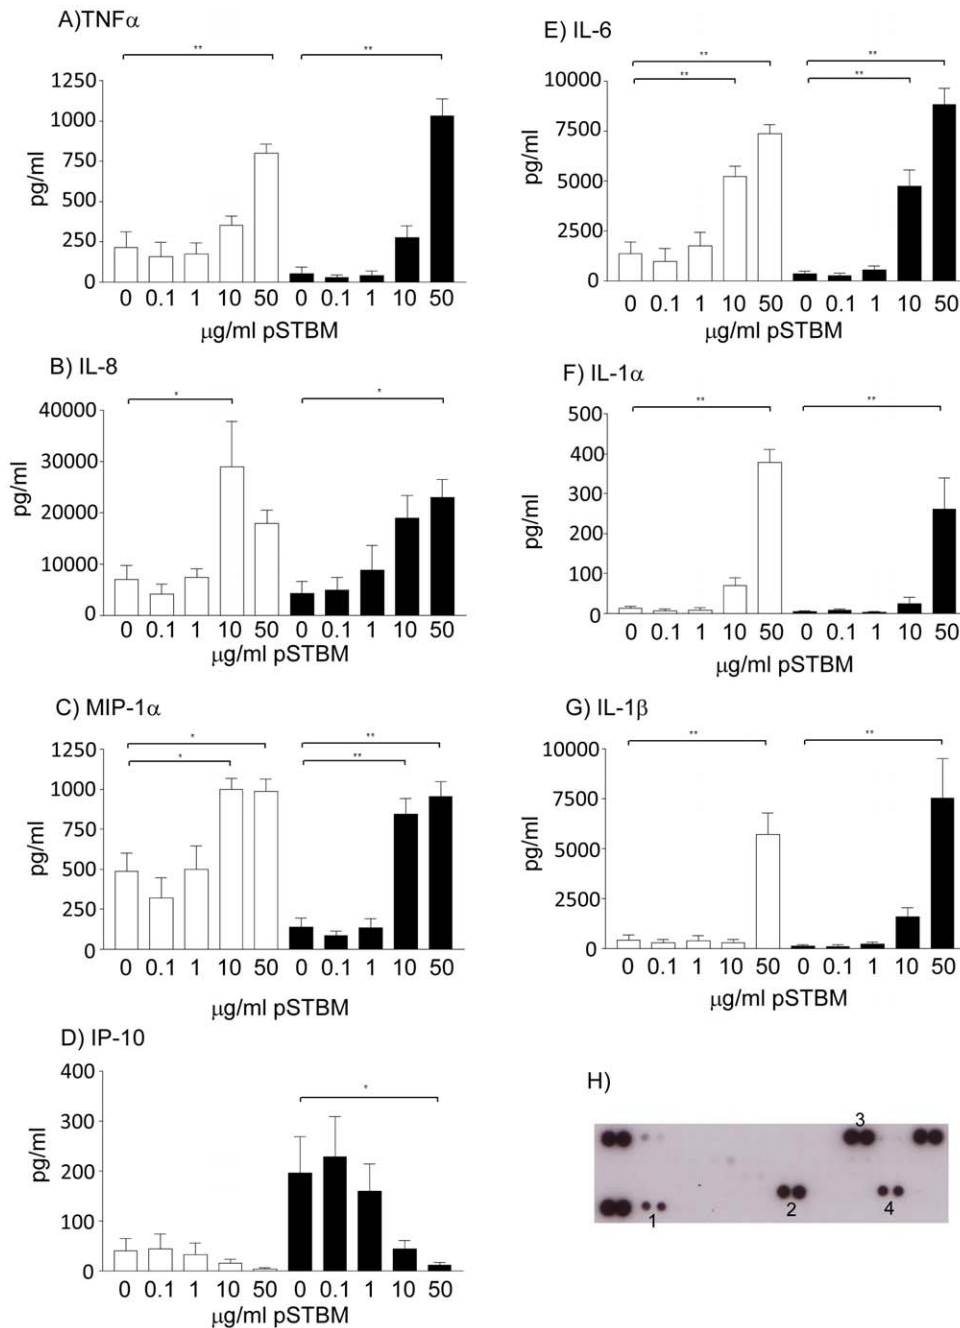 A)TNFα
** **
1250
1000
750
500
250
0
pg/ml
0 0.1 1 10 50 0 0.1 1 10 50
μg/ml pSTBM
B) IL-8
* *
40000
30000
20000
10000
0
pg/ml
0 0.1 1 10 50 0 0.1 1 10 50
μg/ml pSTBM
C) MIP-1α
* **
* **
1250
1000
750
500
250
0
pg/ml
0 0.1 1 10 50 0 0.1 1 10 50
μg/ml pSTBM
D) IP-10
*
400
300
200
100
0
pg/ml
0 0.1 1 10 50 0 0.1 1 10 50
μg/ml pSTBM
E) IL-6
** **
** **
10000
7500
5000
2500
0
pg/ml
0 0.1 1 10 50 0 0.1 1 10 50
μg/ml pSTBM
F) IL-1α
** **
500
400
300
200
100
0
pg/ml
0 0.1 1 10 50 0 0.1 1 10 50
μg/ml pSTBM
G) IL-1β
** **
10000
7500
5000
2500
0
pg/ml
0 0.1 1 10 50 0 0.1 1 10 50
μg/ml pSTBM
H)
3
1 2 4